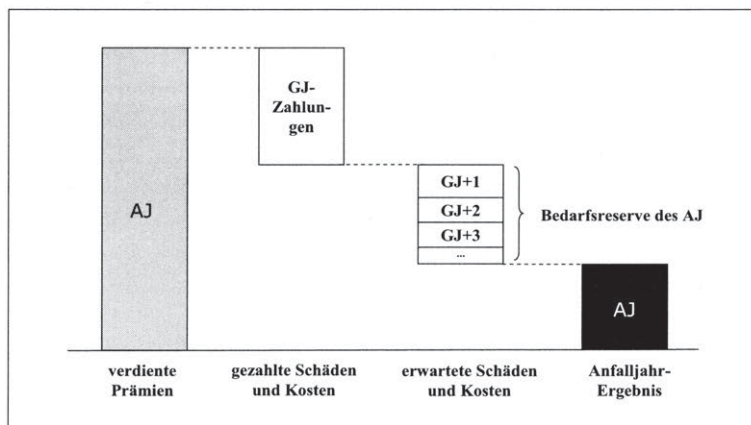 AJ
GJ-
Zahlun-
gen
GJ+1
GJ+2
GJ+3
...
Bedarfsreserve des AJ
AJ
verdiente
Prämien
gezahlte Schäden
und Kosten
erwartete Schäden
und Kosten
Anfalljahr-
Ergebnis